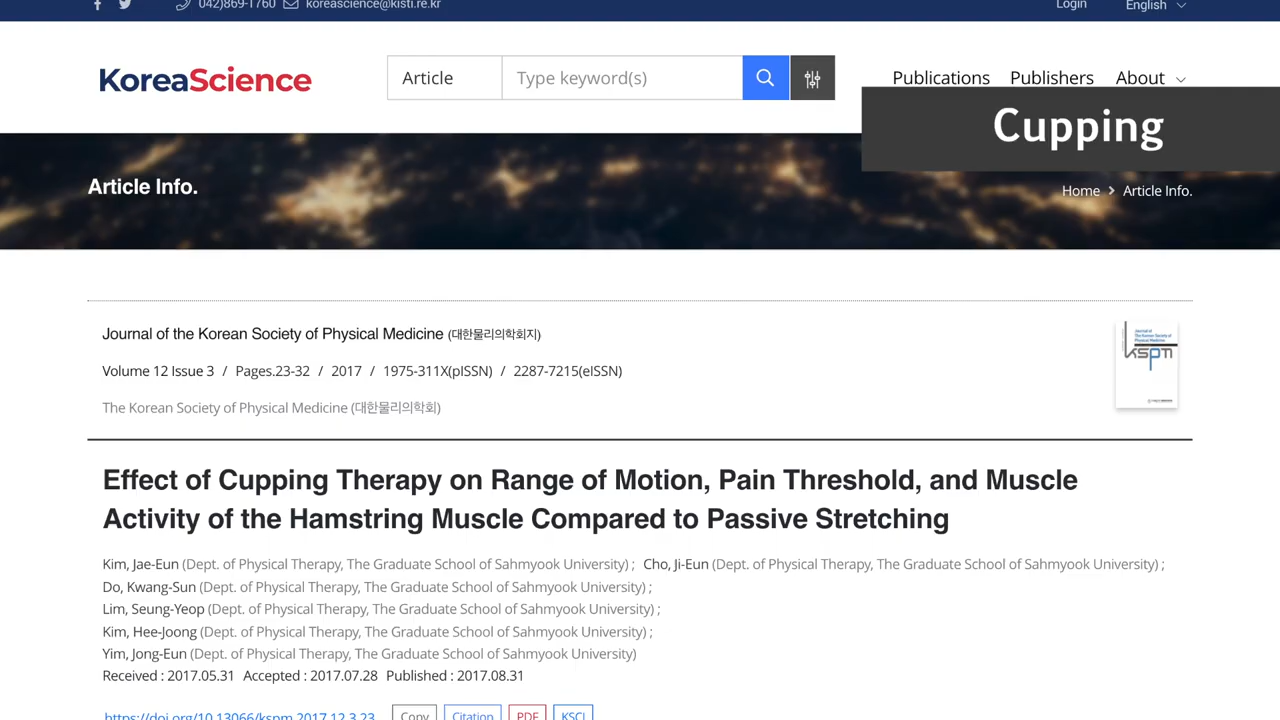 042)869-1760 koreascience@kisti.re.kr Login English
KoreaScience Article Type keyword(s) Publications Publishers About
Cupping
Article Info. Home Article Info.
Journal of the Korean Society of Physical Medicine (대한물리의학회지)
Volume 12 Issue 3 / Pages.23-32 / 2017 / 1975-311X(pISSN) / 2287-7215(eISSN)
The Korean Society of Physical Medicine (대한물리의학회)
kspm
Effect of Cupping Therapy on Range of Motion, Pain Threshold, and Muscle
Activity of the Hamstring Muscle Compared to Passive Stretching
Kim, Jae-Eun (Dept. of Physical Therapy, The Graduate School of Sahmyook University) ; Cho, Ji-Eun (Dept. of Physical Therapy, The Graduate School of Sahmyook University) ;
Do, Kwang-Sun (Dept. of Physical Therapy, The Graduate School of Sahmyook University) ;
Lim, Seung-Yeop (Dept. of Physical Therapy, The Graduate School of Sahmyook University) ;
Kim, Hee-Joong (Dept. of Physical Therapy, The Graduate School of Sahmyook University) ;
Yim, Jong-Eun (Dept. of Physical Therapy, The Graduate School of Sahmyook University)
Received : 2017.05.31 Accepted : 2017.07.28 Published : 2017.08.31
https://doi.org/10.13066/kspm.2017.12.3.23 Copy Citation PDF KSCI